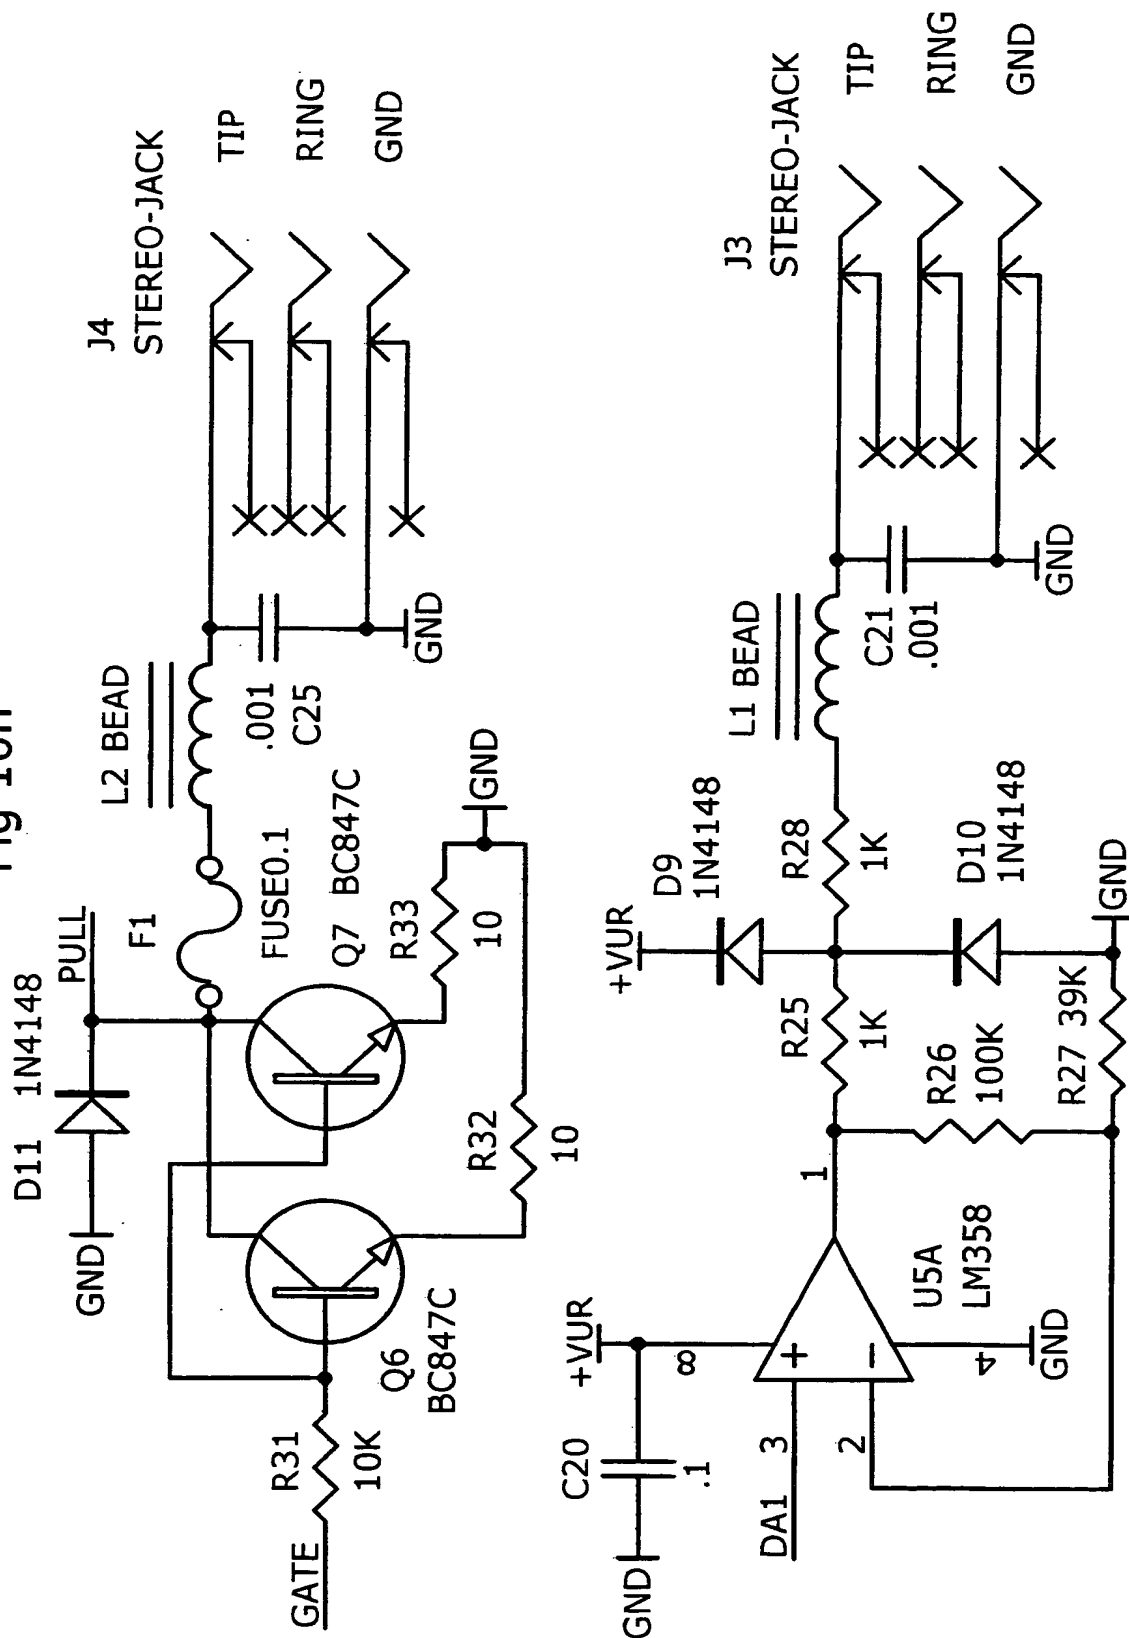 Fig
D11 1N4148
GND
PULL
F1
FUSE0.1
L2 BEAD
.001
C25
GND
J4
STEREO-JACK
TIP
RING
GND
GATE
R31
10K
Q6
BC847C
Q7 BC847C
R33
10
R32
10
GND
GND
C20
.1
+VUR
8
DA1
3
2
1
4
GND
U5A
LM358
R25
1K
R26
100K
R27 39K
+VUR
D9
1N4148
R28
1K
D10
1N4148
GND
L1 BEAD
C21
.001
GND
J3
STEREO-JACK
TIP
RING
GND